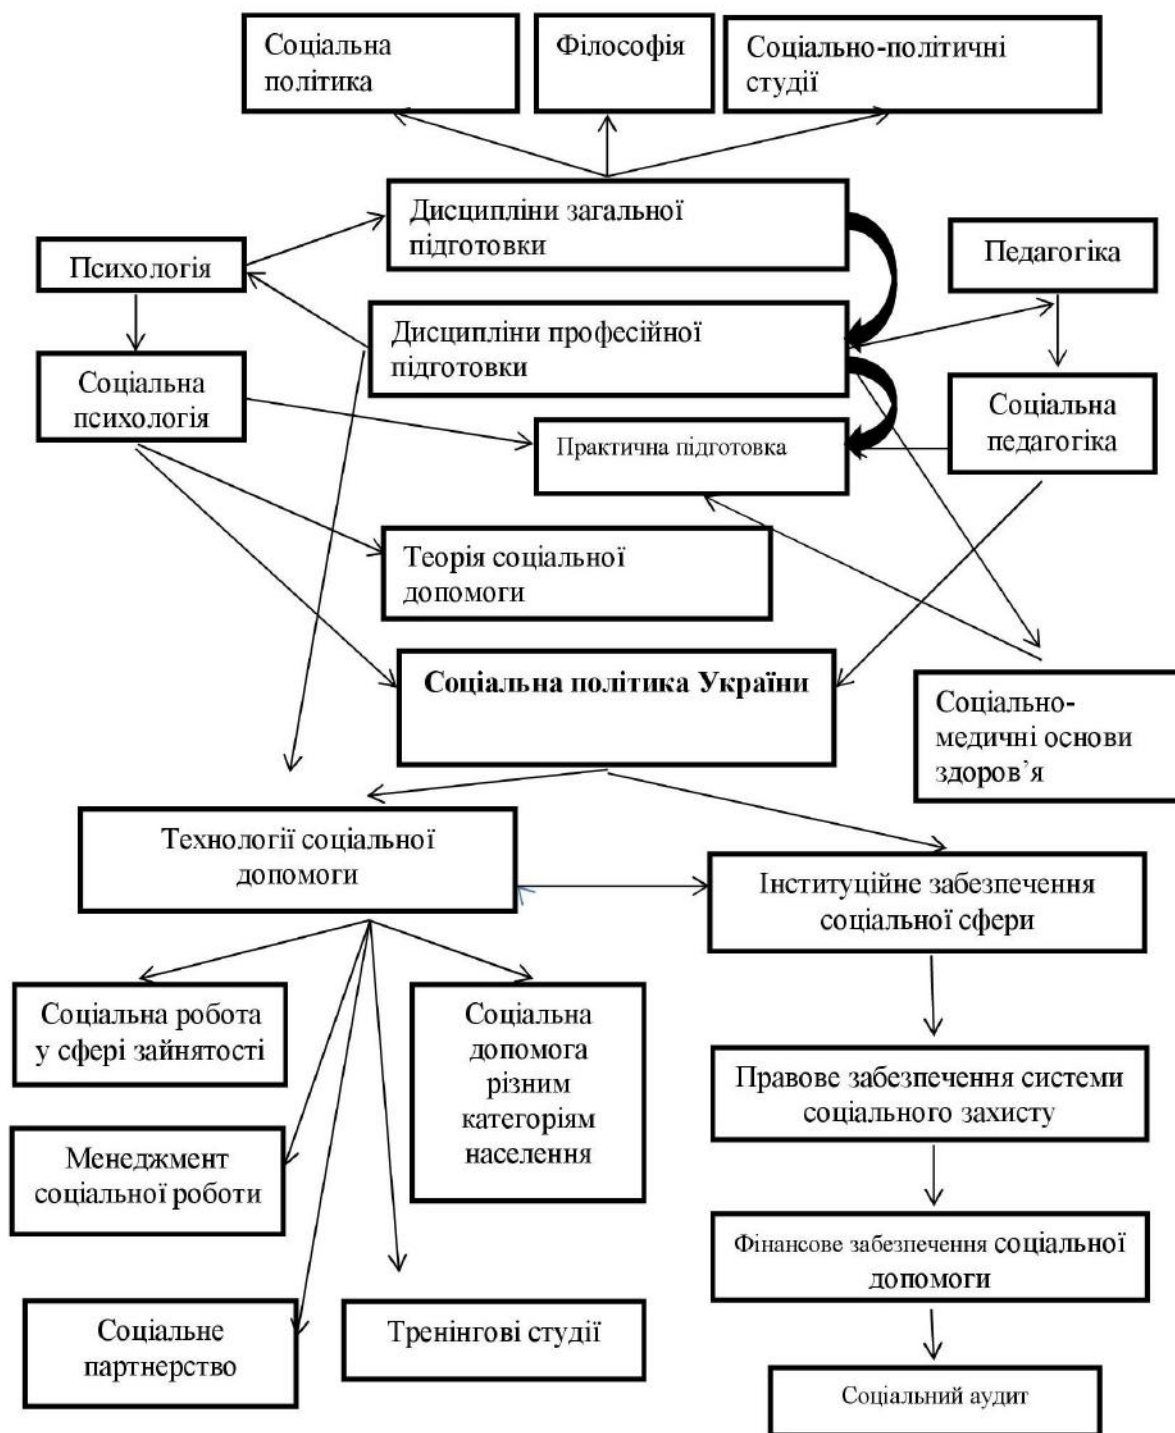 Соціальна
політика
Філософія
Соціально-політичні
студії
Дисципліни загальної
підготовки
Психологія
Педагогіка
Дисципліни професійної
підготовки
Соціальна
психологія
Соціальна
педагогіка
Практична підготовка
Теорія соціальної
допомоги
Соціальна політика України
Соціально-
медичні основи
здоров’я
Технології соціальної
допомоги
Інституційне забезпечення
соціальної сфери
Соціальна робота
у сфері зайнятості
Соціальна
допомога
різним
категоріям
населення
Правове забезпечення системи
соціального захисту
Менеджмент
соціальної роботи
Фінансове забезпечення соціальної
допомоги
Соціальне
партнерство
Тренінгові студії
Соціальний аудит